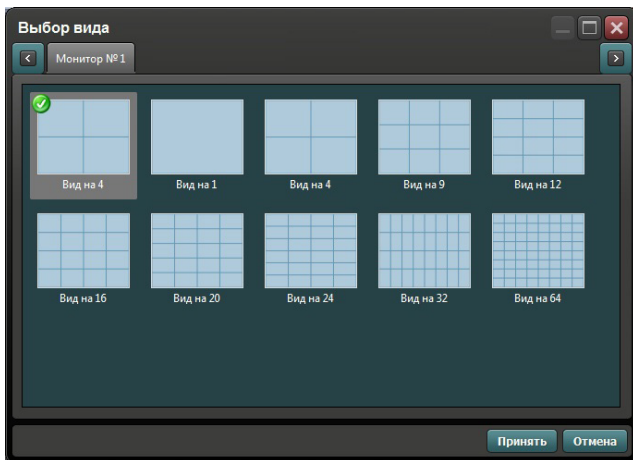 Выбор вида
Монитор №1
Вид на 4 Вид на 1 Вид на 4 Вид на 9 Вид на 12
Вид на 16 Вид на 20 Вид на 24 Вид на 32 Вид на 64
Принять Отмена